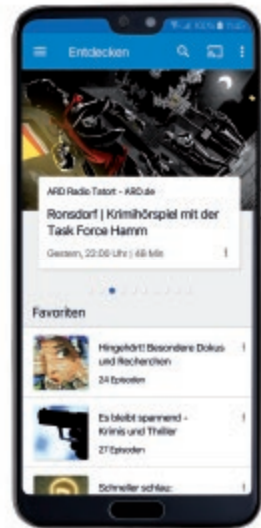 100%
Entdecken
ARD Radio Tatort - ARD.de
Ronsdorf | Krimihörspiel mit der
Task Force Hamm
Gestern, 22:00 Uhr | 48 Min
Favoriten
Hingehört! Besondere Dokus
und Recherchen
24 Episoden
Es bleibt spannend -
Krimis und Thriller
27 Episoden
Schneller schlau: